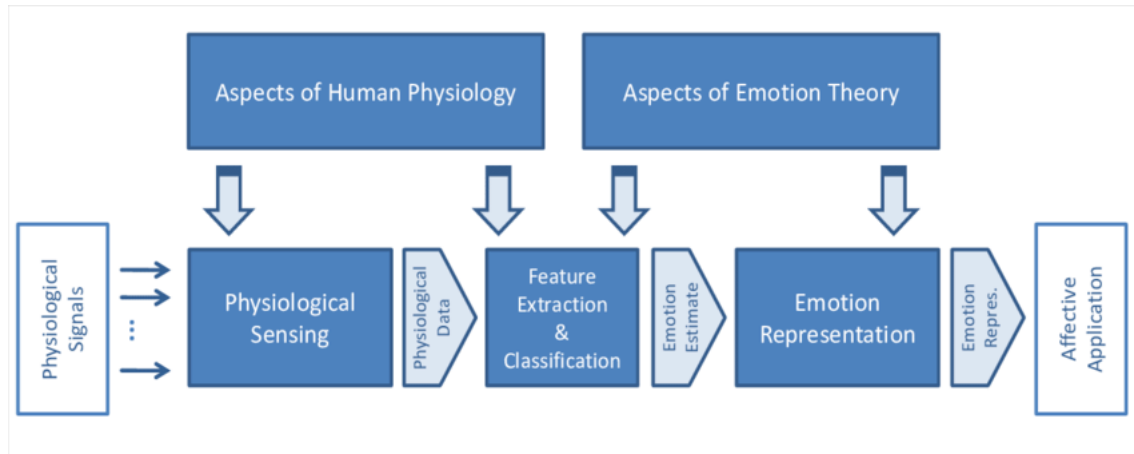 Aspects of Human Physiology
Aspects of Emotion Theory
Physiological
Signals
...
Physiological
Sensing
Physiological
Data
Feature
Extraction
&
Classification
Emotion
Estimate
Emotion
Representation
Emotion
Repres.
Affective
Application